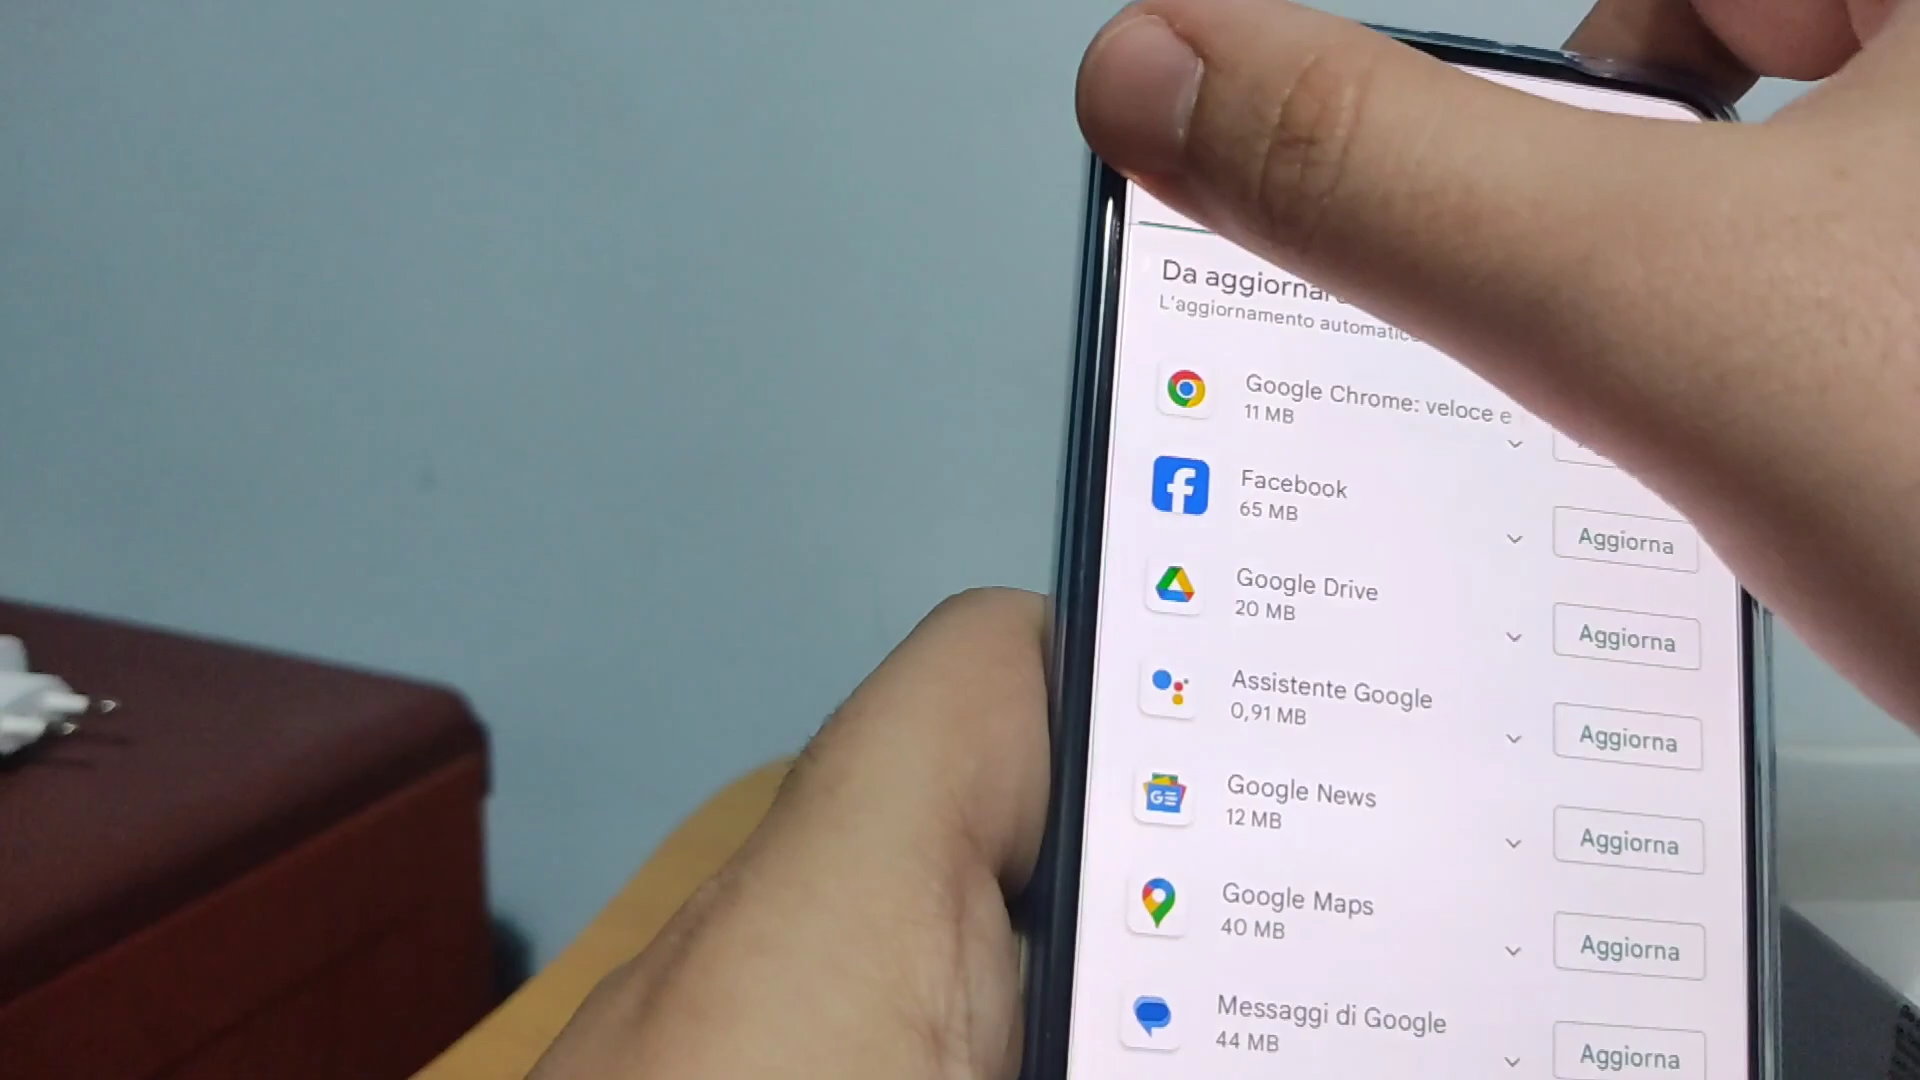 Da aggiornare
L'aggiornamento automatico
Google Chrome: veloce e
11 MB
Facebook
65 MB
Aggiorna
Google Drive
20 MB
Aggiorna
Assistente Google
0,91 MB
Aggiorna
Google News
12 MB
Aggiorna
Google Maps
40 MB
Aggiorna
Messaggi di Google
44 MB
Aggiorna